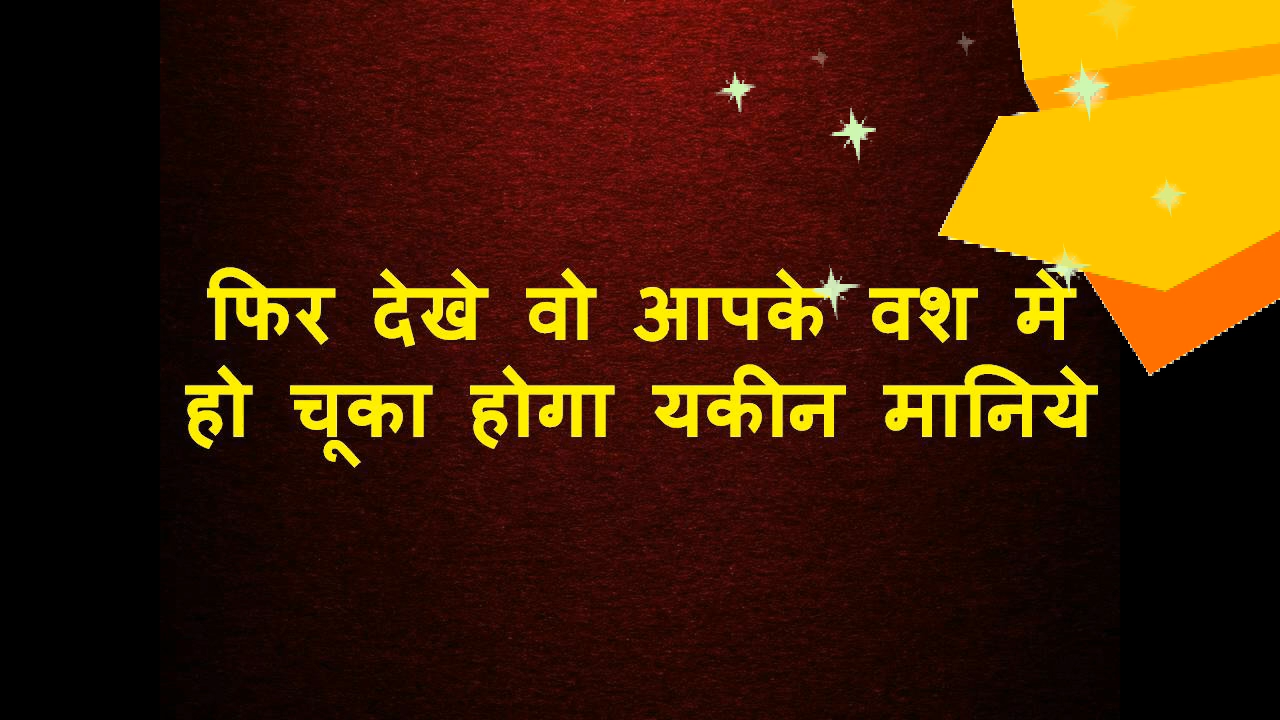 फिर देखे वो आपके वश मे
हो चूका होगा यकीन मानिये